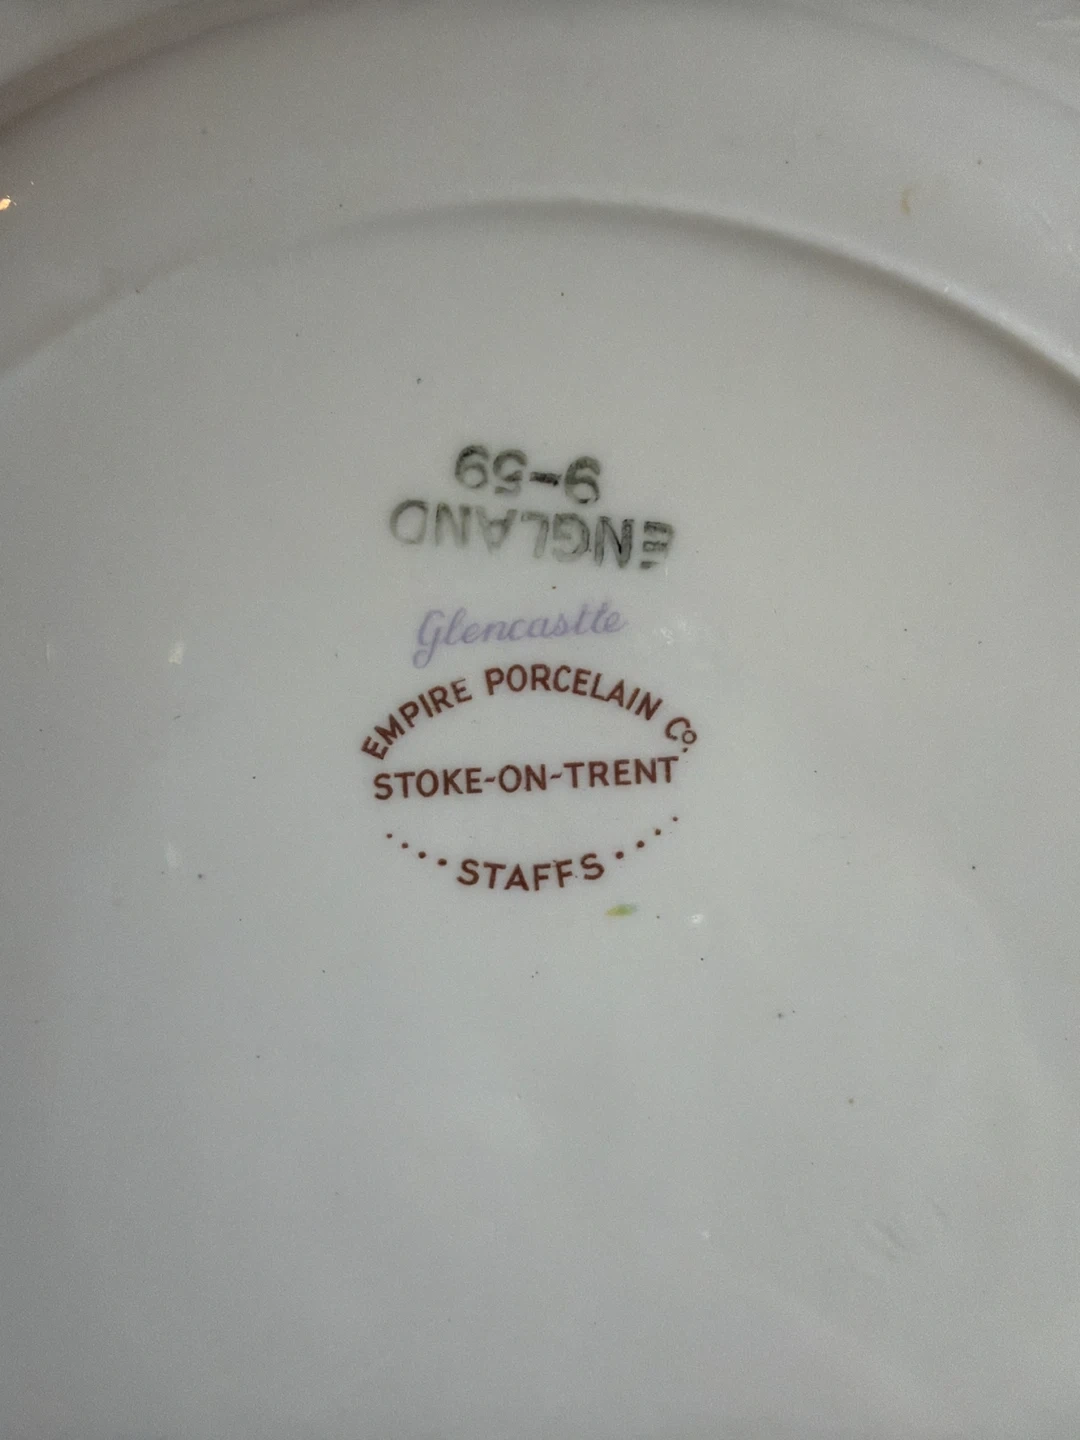 ENGLAND
9-59
Glencastle
EMPIRE PORCELAIN Co.
STOKE-ON-TRENT
....STAFFS....